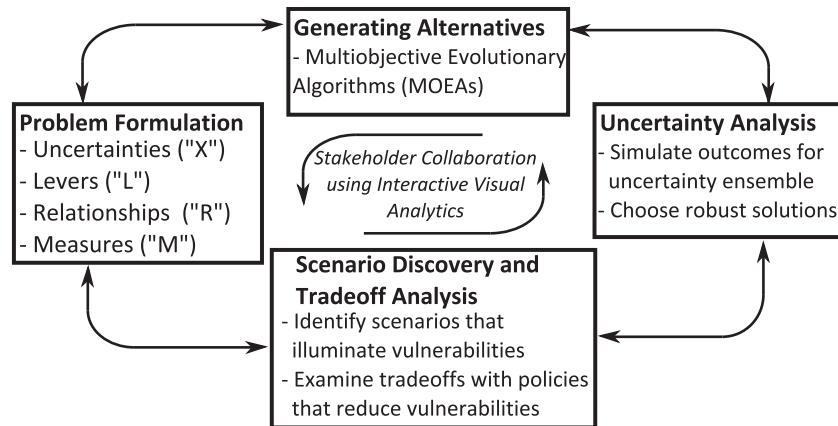 Generating Alternatives
- Multiobjective Evolutionary
Algorithms (MOEAs)
Problem Formulation
- Uncertainties ("X")
- Levers ("L")
- Relationships ("R")
- Measures ("M")
Stakeholder Collaboration
using Interactive Visual
Analytics
Uncertainty Analysis
- Simulate outcomes for
uncertainty ensemble
- Choose robust solutions
Scenario Discovery and
Tradeoff Analysis
- Identify scenarios that
illuminate vulnerabilities
- Examine tradeoffs with policies
that reduce vulnerabilities